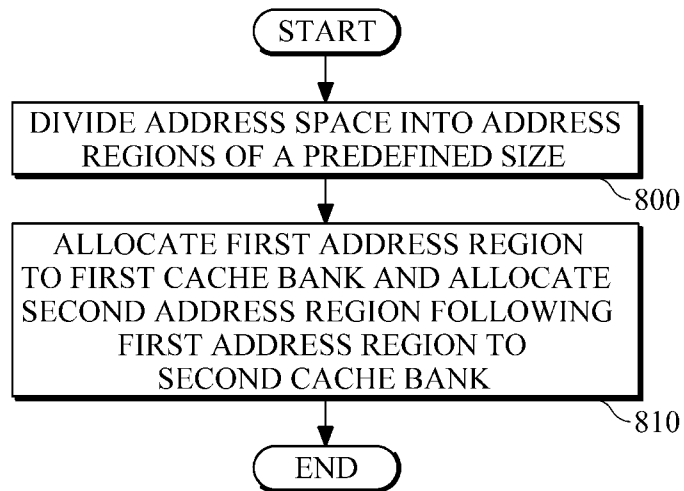 START
DIVIDE ADDRESS SPACE INTO ADDRESS
REGIONS OF A PREDEFINED SIZE
800
ALLOCATE FIRST ADDRESS REGION
TO FIRST CACHE BANK AND ALLOCATE
SECOND ADDRESS REGION FOLLOWING
FIRST ADDRESS REGION TO
SECOND CACHE BANK
810
END